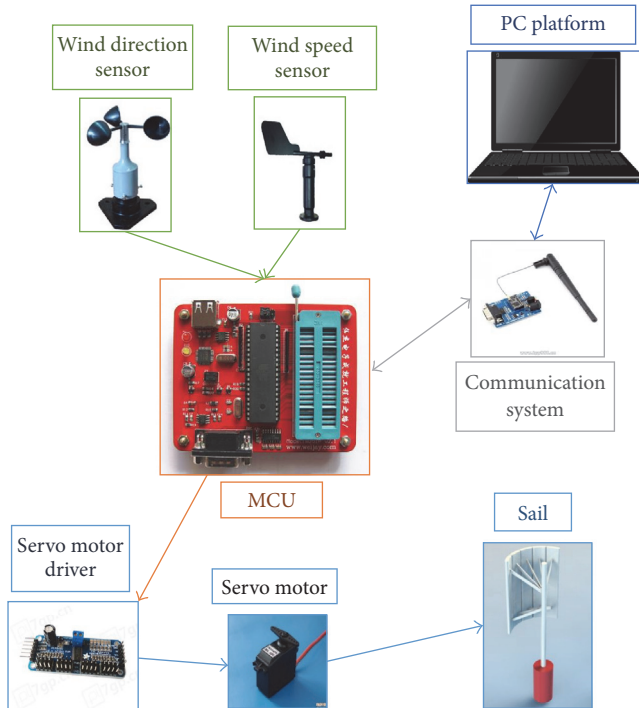 Wind direction
sensor
Wind speed
sensor
PC platform
Communication
system
MCU
Servo motor
driver
Servo motor
Sail